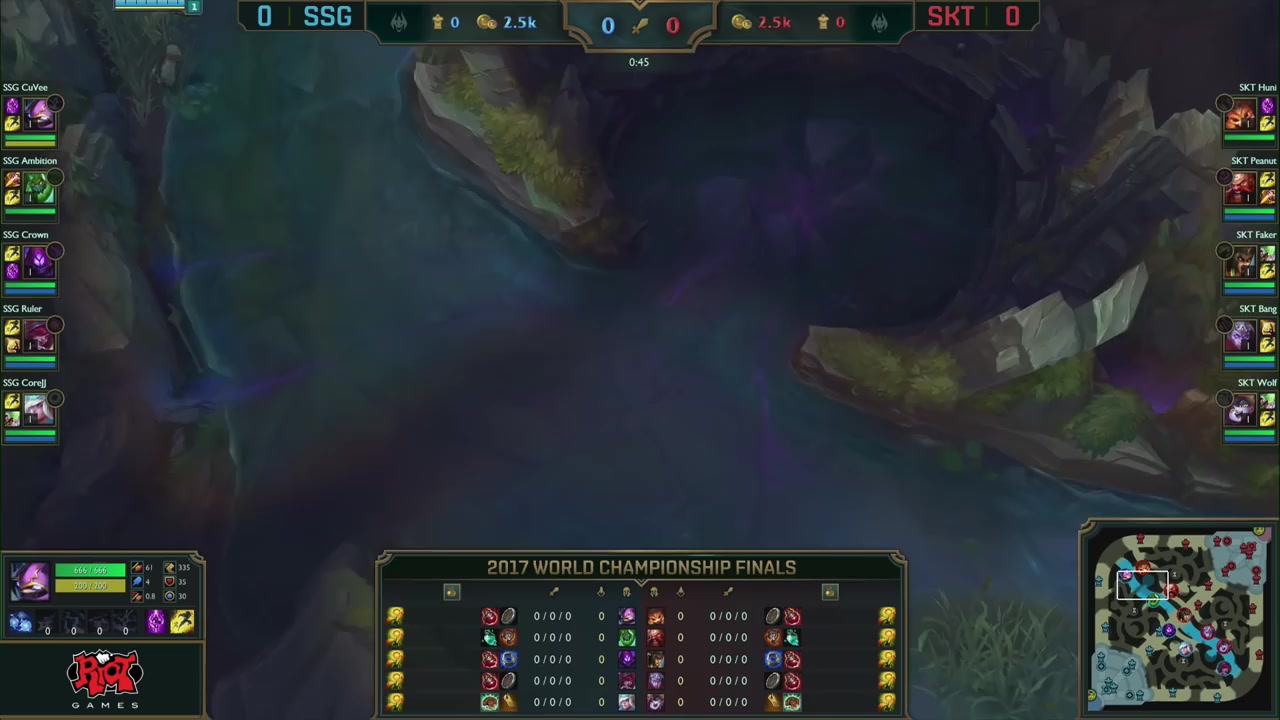 1
0 SSG 0 2.5k 0 0 2.5k 0 SKT 0
0:45
SSG CuVee
SKT Huni
SSG Ambition
SKT Peanut
SSG Crown
SKT Faker
SSG Ruler
SKT Bang
SSG CoreJJ
SKT Wolf
2017 WORLD CHAMPIONSHIP FINALS
666 / 666 61 335
200 / 200 4 35
0.8 30
0 0 0 0
0/0/0 0 0 0/0/0
0/0/0 0 0 0/0/0
0/0/0 0 0 0/0/0
0/0/0 0 0 0/0/0
0/0/0 0 0 0/0/0
RIOT
GAMES